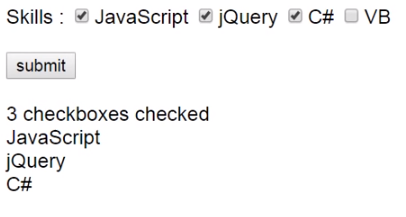 Skills : JavaScript jQuery C# VB
submit
3 checkboxes checked
JavaScript
jQuery
C#